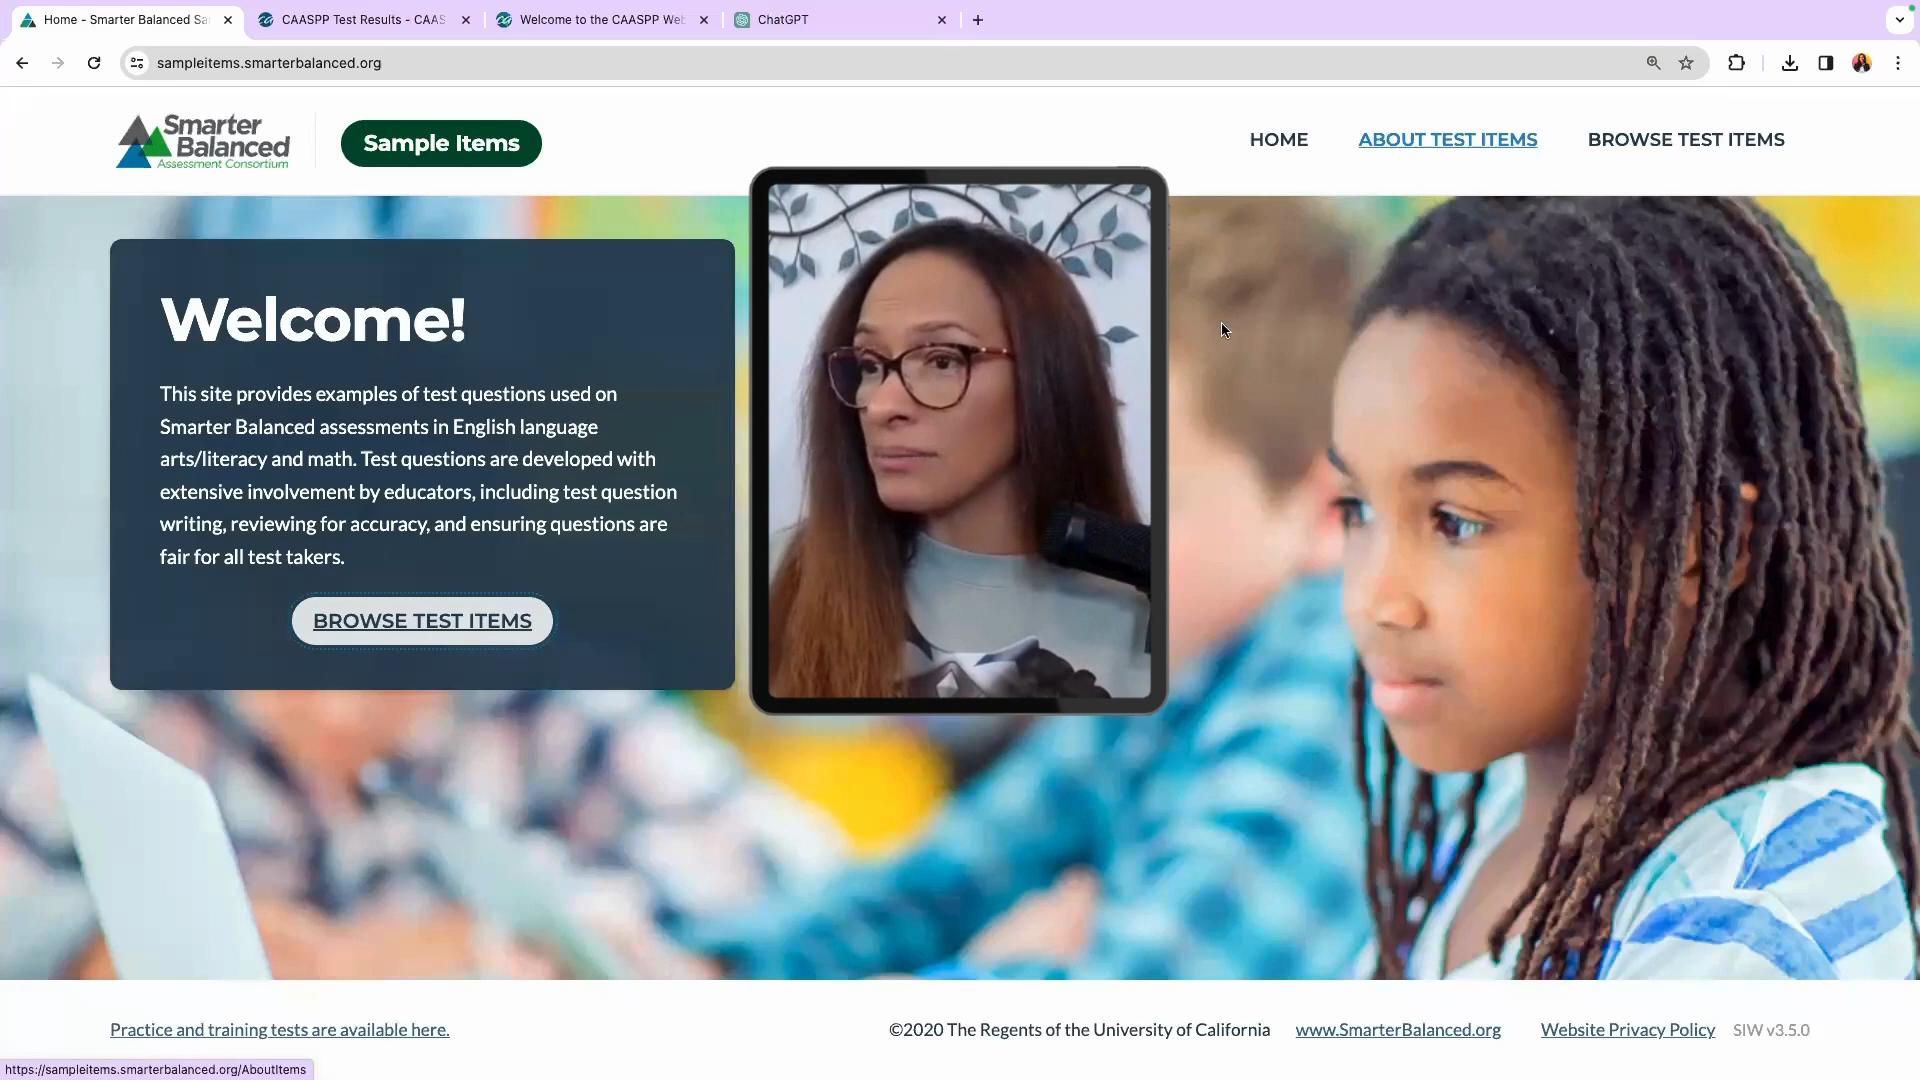 Home - Smarter Balanced Sa
CAASPP Test Results - CAAS
Welcome to the CAASPP Web
ChatGPT
sampleitems.smarterbalanced.org
Smarter
Balanced
Assessment Consortium
Sample Items
HOME
ABOUT TEST ITEMS
BROWSE TEST ITEMS
Welcome!
This site provides examples of test questions used on
Smarter Balanced assessments in English language
arts/literacy and math. Test questions are developed with
extensive involvement by educators, including test question
writing, reviewing for accuracy, and ensuring questions are
fair for all test takers.
BROWSE TEST ITEMS
Practice and training tests are available here.
©2020 The Regents of the University of California
www.SmarterBalanced.org
Website Privacy Policy
SIW v3.5.0
https://sampleitems.smarterbalanced.org/AboutItems